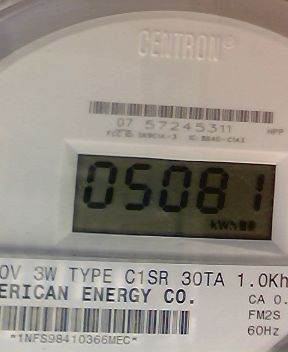 CENTRON®
07 57245311
HPP
05081
kWh
0V 3W TYPE C1SR 30TA 1.0Kh
ERICAN ENERGY CO.
CA 0.
FM2S
60Hz
*1NFS98410366MEC*